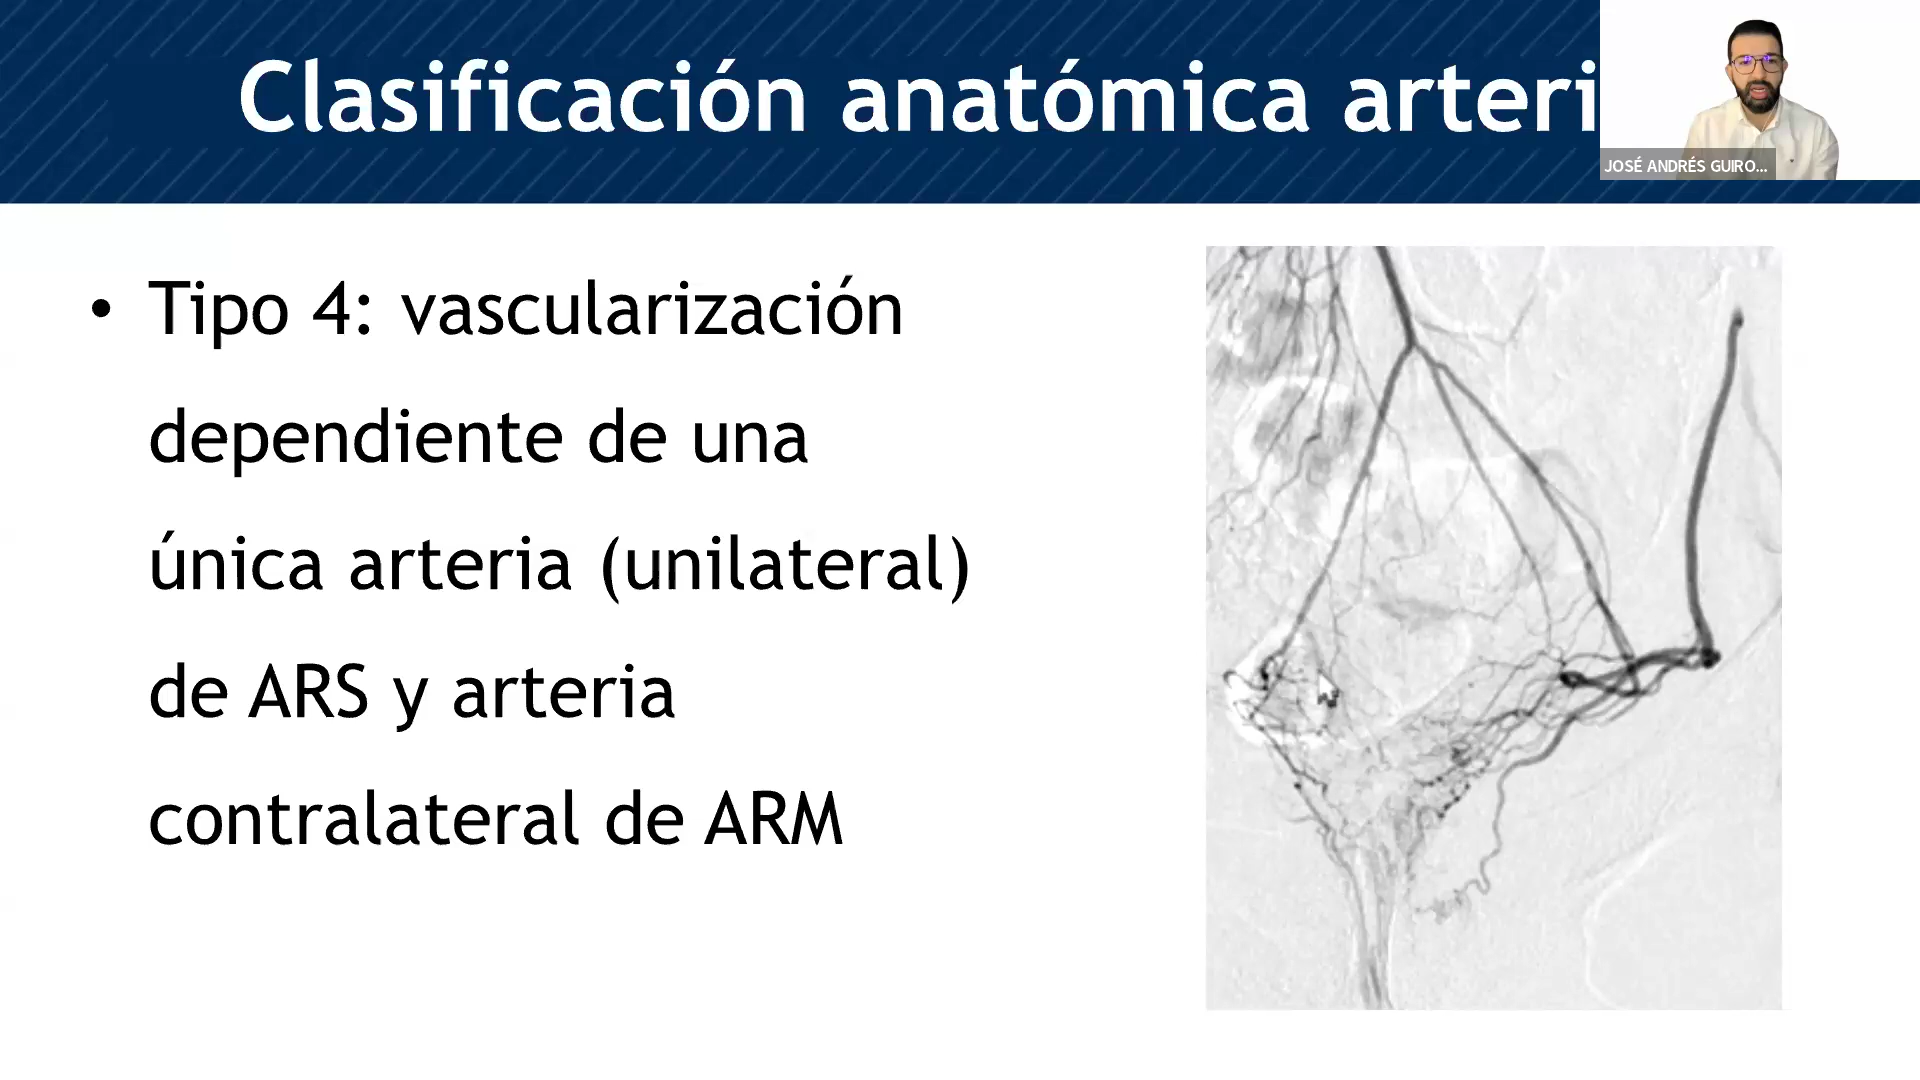 Clasificación anatómica arteri
JOSÉ ANDRÉS GUIRO...
• Tipo 4: vascularización
dependiente de una
única arteria (unilateral)
de ARS y arteria
contralateral de ARM